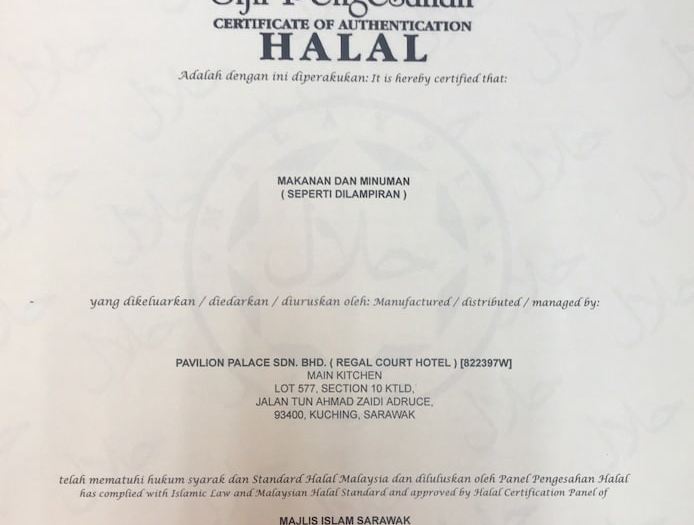 Sijil Pengesahan
CERTIFICATE OF AUTHENTICATION
HALAL
Adalah dengan ini diperakukan: It is hereby certified that:
MAKANAN DAN MINUMAN
( SEPERTI DILAMPIRAN )
yang dikeluarkan / diedarkan / diuruskan oleh: Manufactured / distributed / managed by:
PAVILION PALACE SDN. BHD. ( REGAL COURT HOTEL ) [822397W]
MAIN KITCHEN
LOT 577, SECTION 10 KTLD,
JALAN TUN AHMAD ZAIDI ADRUCE,
93400, KUCHING, SARAWAK
telah mematuhi hukum syarak dan Standard Halal Malaysia dan diluluskan oleh Panel Pengesahan Halal
has complied with Islamic Law and Malaysian Halal Standard and approved by Halal Certification Panel of
MAJLIS ISLAM SARAWAK
حلال